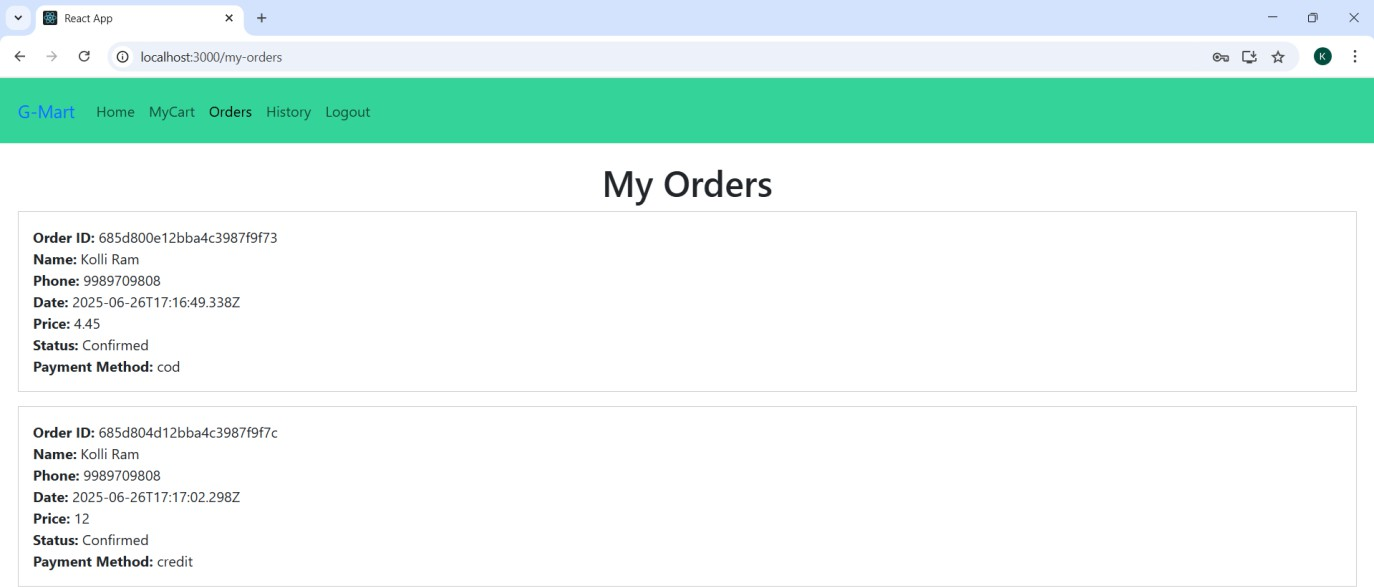 React App
localhost:3000/my-orders
K
G-Mart Home MyCart Orders History Logout
My Orders
Order ID: 685d800e12bba4c3987f9f73
Name: Kolli Ram
Phone: 9989709808
Date: 2025-06-26T17:16:49.338Z
Price: 4.45
Status: Confirmed
Payment Method: cod
Order ID: 685d804d12bba4c3987f9f7c
Name: Kolli Ram
Phone: 9989709808
Date: 2025-06-26T17:17:02.298Z
Price: 12
Status: Confirmed
Payment Method: credit